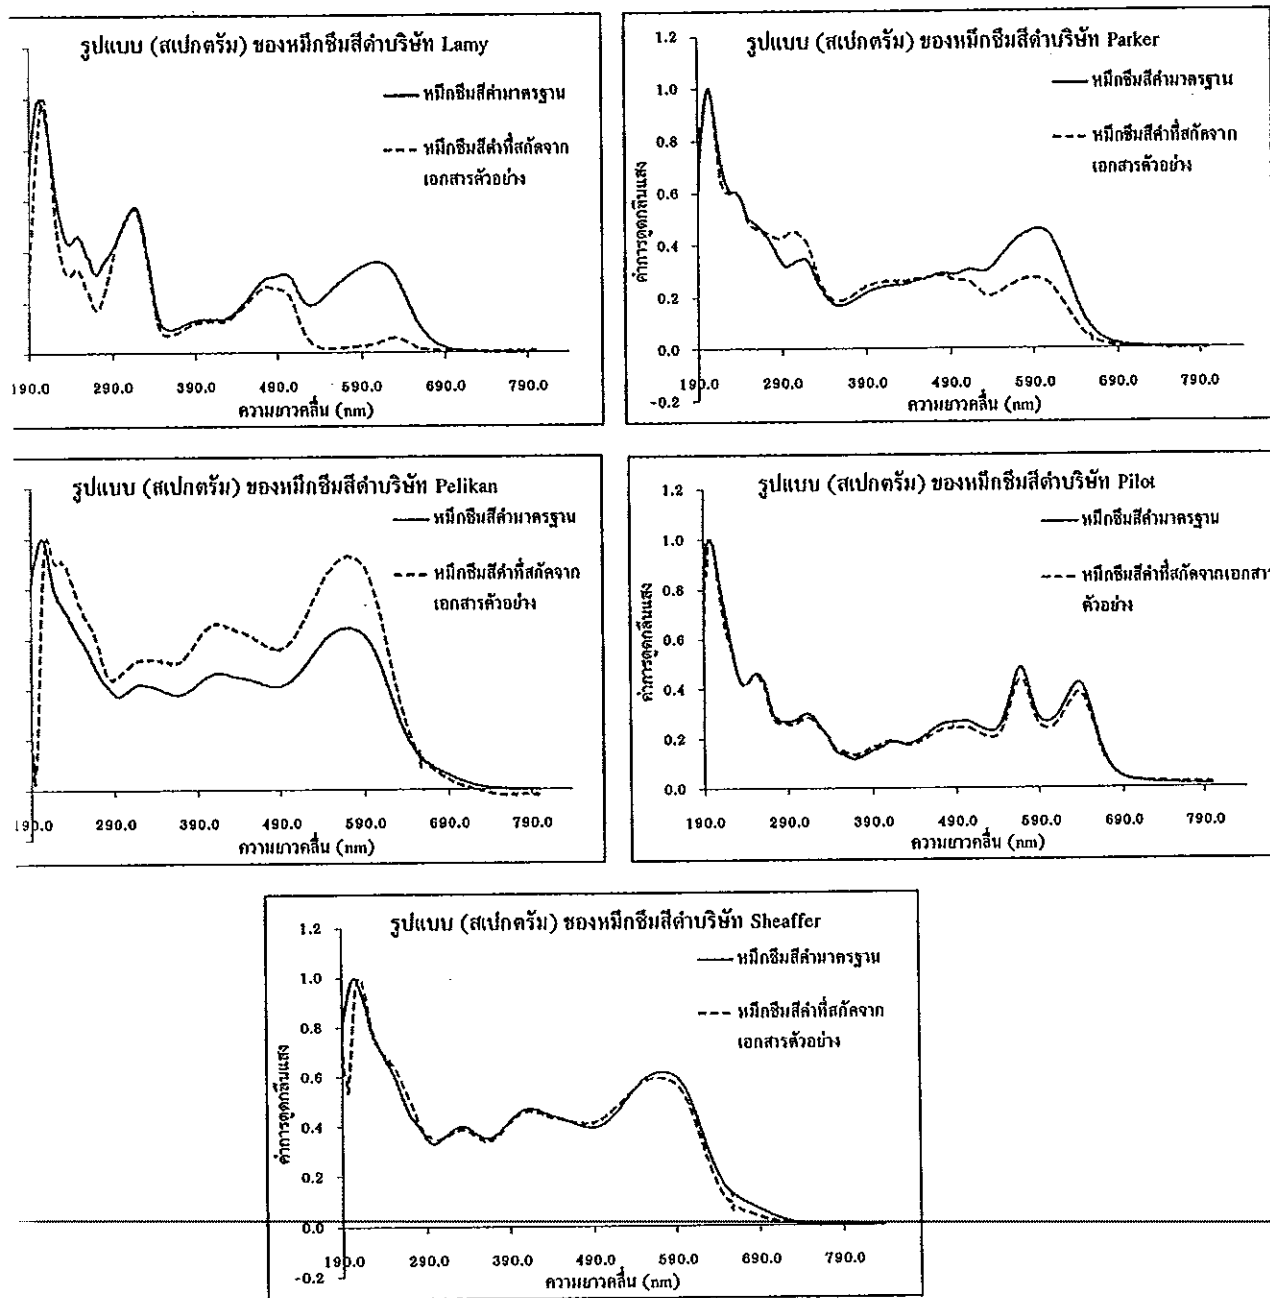 รูปแบบ (สเปกตรัม) ของหมึกซึมสีดำบริษัท Lamy
หมึกซึมสีดำมาตรฐาน
หมึกซึมสีดำที่สกัดจาก
เอกสารตัวอย่าง
190.0 290.0 390.0 490.0 590.0 690.0 790.0
ความยาวคลื่น (nm)
รูปแบบ (สเปกตรัม) ของหมึกซึมสีดำบริษัท Parker
1.2
1.0
0.8
0.6
0.4
0.2
0.0
-0.2
ค่าการดูดกลืนแสง
หมึกซึมสีดำมาตรฐาน
หมึกซึมสีดำที่สกัดจาก
เอกสารตัวอย่าง
190.0 290.0 390.0 490.0 590.0 690.0 790.0
ความยาวคลื่น (nm)
รูปแบบ (สเปกตรัม) ของหมึกซึมสีดำบริษัท Pelikan
หมึกซึมสีดำมาตรฐาน
หมึกซึมสีดำที่สกัดจาก
เอกสารตัวอย่าง
190.0 290.0 390.0 490.0 590.0 690.0 790.0
ความยาวคลื่น (nm)
รูปแบบ (สเปกตรัม) ของหมึกซึมสีดำบริษัท Pilot
1.2
1.0
0.8
0.6
0.4
0.2
0.0
ค่าการดูดกลืนแสง
หมึกซึมสีดำมาตรฐาน
หมึกซึมสีดำที่สกัดจากเอกสาร
ตัวอย่าง
190.0 290.0 390.0 490.0 590.0 690.0 790.0
ความยาวคลื่น (nm)
รูปแบบ (สเปกตรัม) ของหมึกซึมสีดำบริษัท Sheaffer
1.2
1.0
0.8
0.6
0.4
0.2
0.0
-0.2
ค่าการดูดกลืนแสง
หมึกซึมสีดำมาตรฐาน
หมึกซึมสีดำที่สกัดจาก
เอกสารตัวอย่าง
190.0 290.0 390.0 490.0 590.0 690.0 790.0
ความยาวคลื่น (nm)